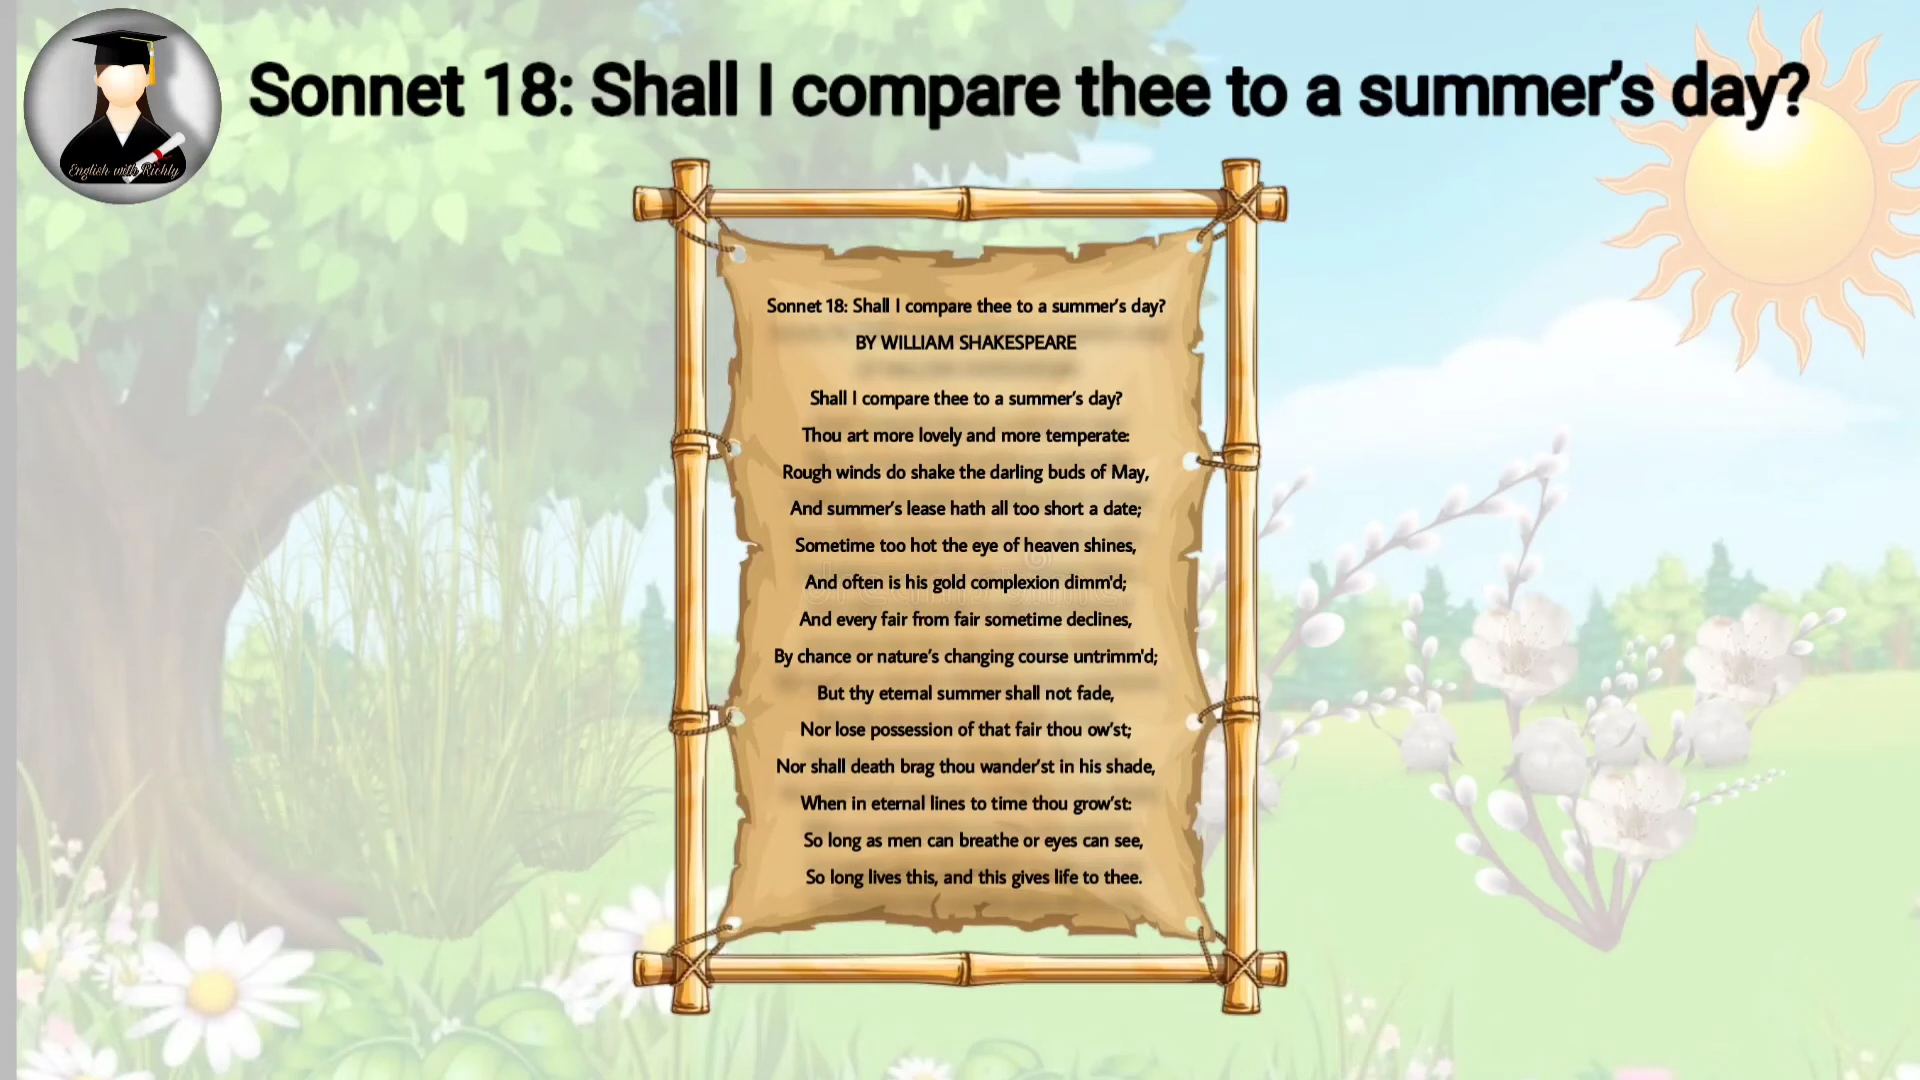 Sonnet 18: Shall I compare thee to a summer's day?
English with Richly
Sonnet 18: Shall I compare thee to a summer's day?
BY WILLIAM SHAKESPEARE
Shall I compare thee to a summer's day?
Thou art more lovely and more temperate:
Rough winds do shake the darling buds of May,
And summer's lease hath all too short a date;
Sometime too hot the eye of heaven shines,
And often is his gold complexion dimm'd;
And every fair from fair sometime declines,
By chance or nature's changing course untrimm'd;
But thy eternal summer shall not fade,
Nor lose possession of that fair thou ow'st;
Nor shall death brag thou wander'st in his shade,
When in eternal lines to time thou grow'st:
So long as men can breathe or eyes can see,
So long lives this, and this gives life to thee.